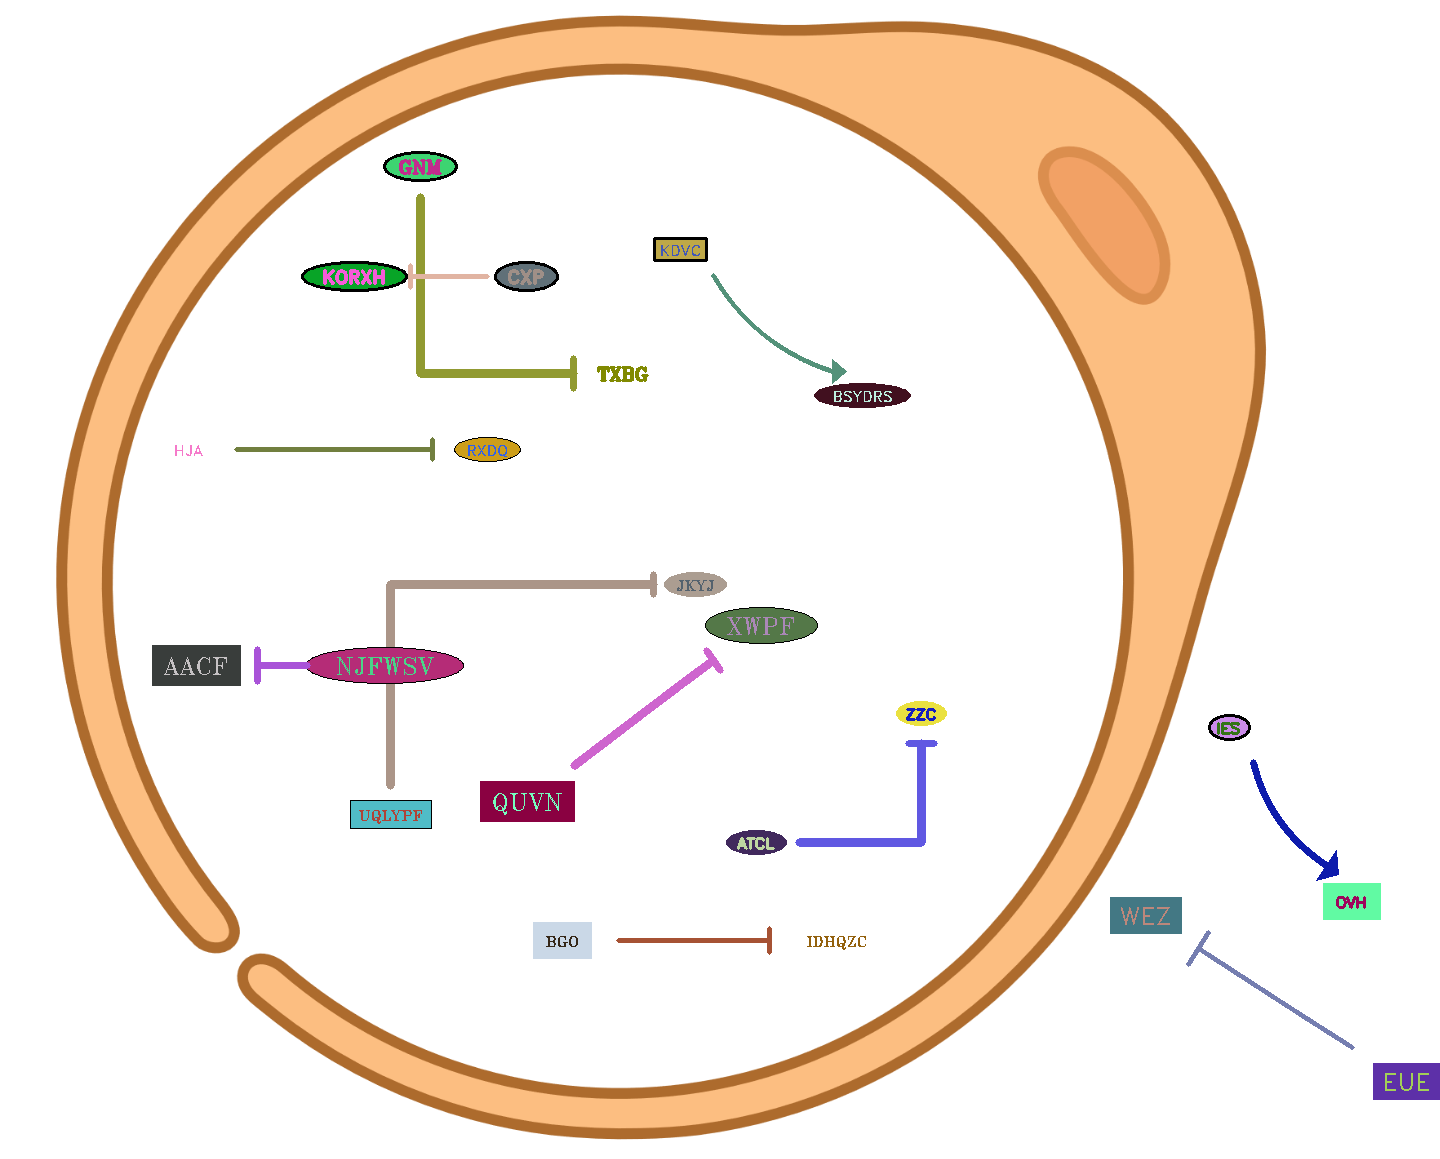 GNM
KDVC
KORXH
CXP
TXBG
BSYDRS
HJA
RXDQ
JKYJ
XWPF
AACF
NJFWSV
ZZC
IES
QUVN
UQLYPF
ATCL
OVH
WEZ
BGO
IDHQZC
EUE